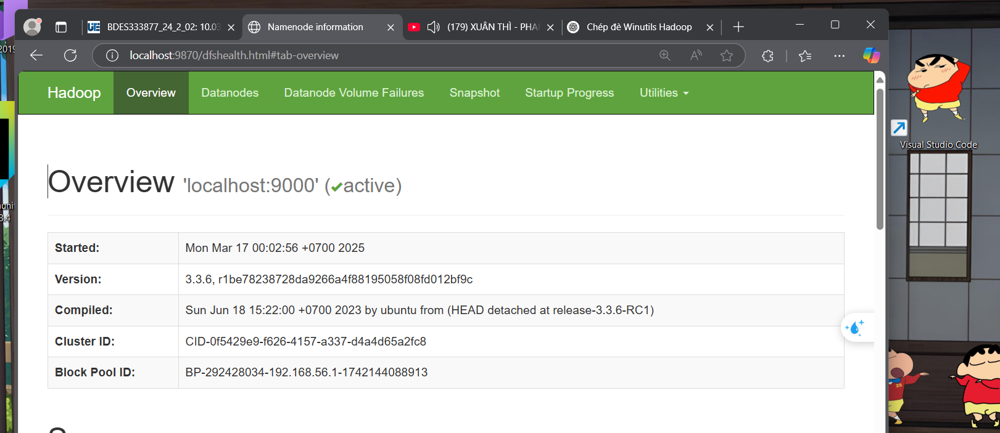 BDES333877_24_2_02: 10.03
Namenode information
(179) XUÂN THÌ - PHA
Chép đè Winutils Hadoop
localhost:9870/dfshealth.html#tab-overview
2019
Hadoop
Overview
Datanodes
Datanode Volume Failures
Snapshot
Startup Progress
Utilities
Visual Studio Code
Overview 'localhost:9000' (✔active)
Started: Mon Mar 17 00:02:56 +0700 2025
Version: 3.3.6, r1be78238728da9266a4f88195058f08fd012bf9c
Compiled: Sun Jun 18 15:22:00 +0700 2023 by ubuntu from (HEAD detached at release-3.3.6-RC1)
Cluster ID: CID-0f5429e9-f626-4157-a337-d4a4d65a2fc8
Block Pool ID: BP-292428034-192.168.56.1-1742144088913
25